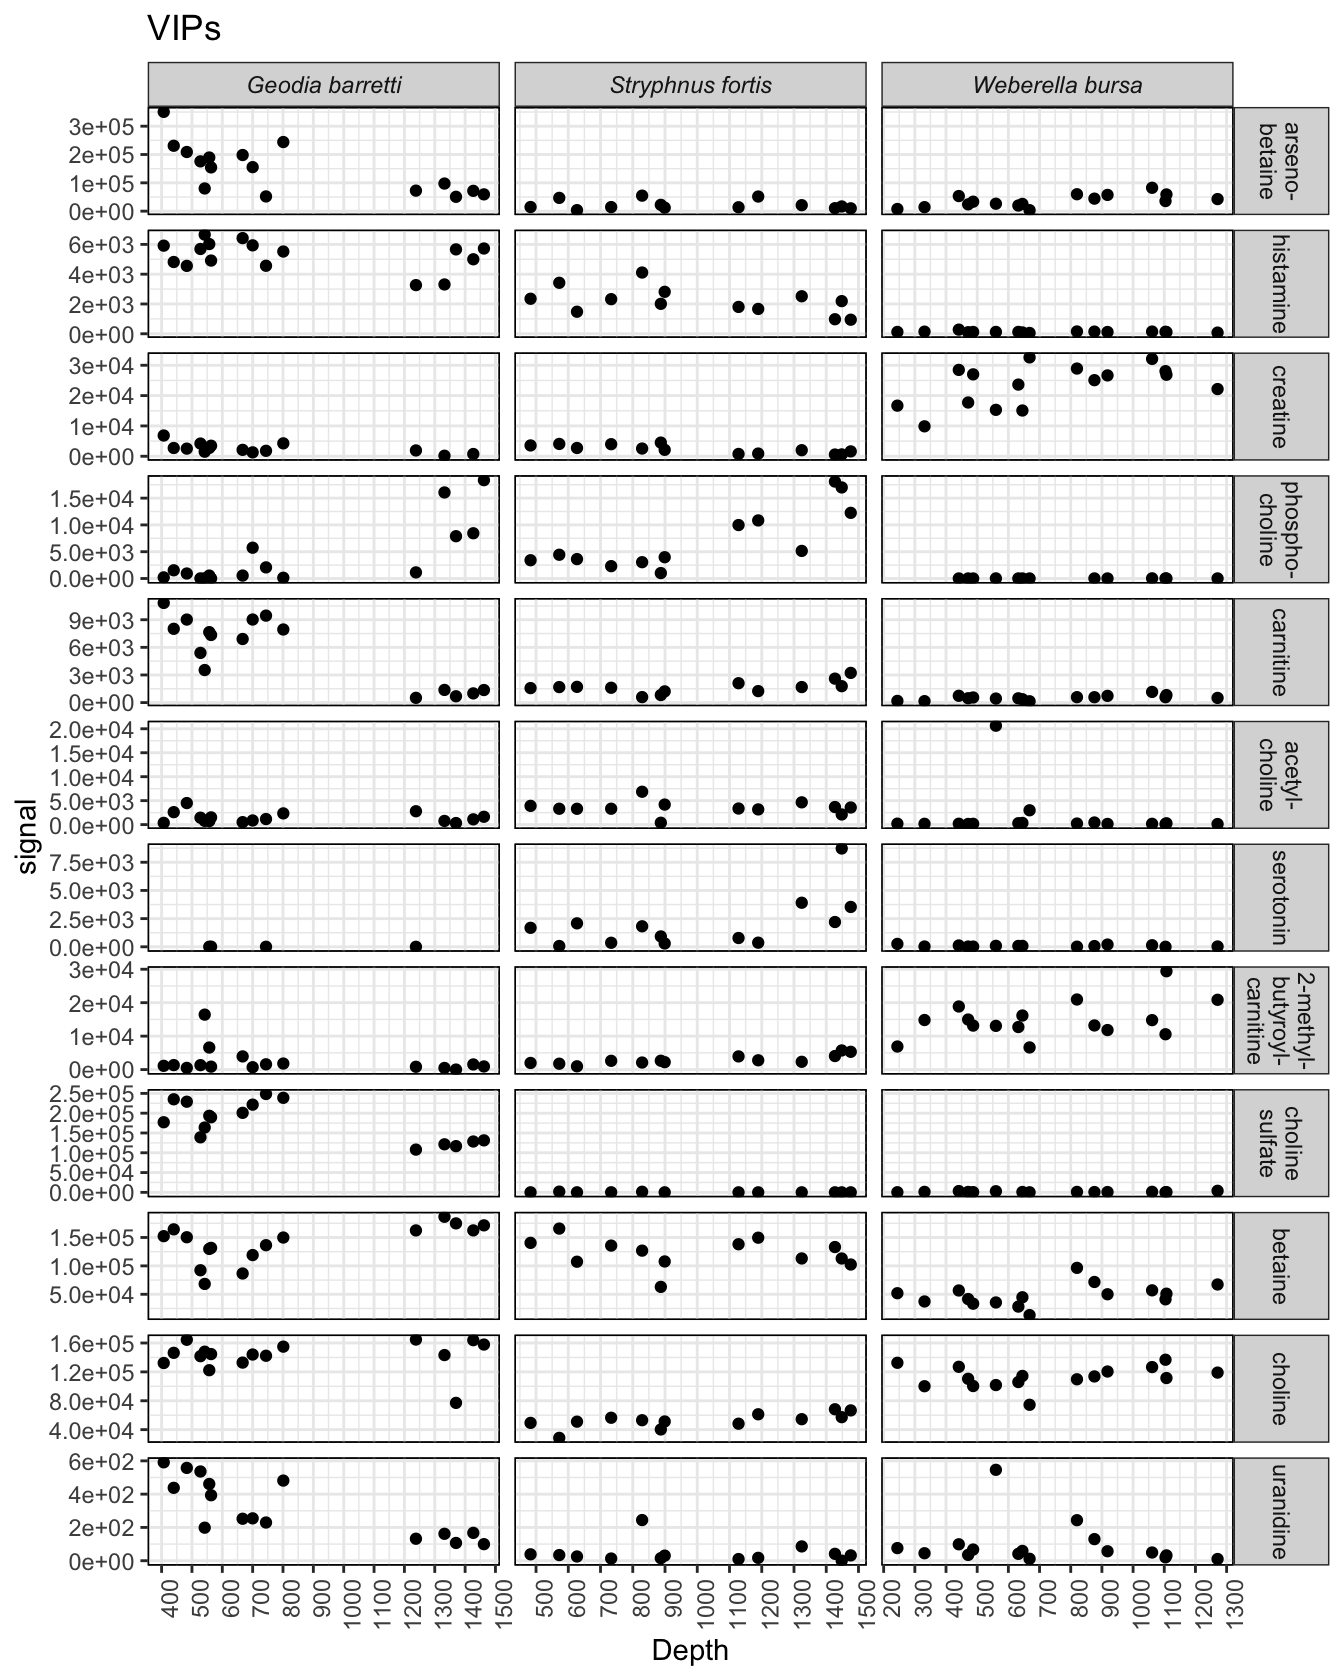 VIPs
Geodia barretti
Stryphnus fortis
Weberella bursa
3e+05
2e+05
1e+05
0e+00
arseno-
betaine
6e+03
4e+03
2e+03
0e+00
histamine
3e+04
2e+04
1e+04
0e+00
creatine
1.5e+04
1.0e+04
5.0e+03
0.0e+00
phospho-
choline
9e+03
6e+03
3e+03
0e+00
carnitine
2.0e+04
1.5e+04
1.0e+04
5.0e+03
0.0e+00
acetyl-
choline
signal
7.5e+03
5.0e+03
2.5e+03
0.0e+00
serotonin
3e+04
2e+04
1e+04
0e+00
2-methyl-
butyroyl-
carnitine
2.5e+05
2.0e+05
1.5e+05
1.0e+05
5.0e+04
0.0e+00
choline
sulfate
1.5e+05
1.0e+05
5.0e+04
betaine
1.6e+05
1.2e+05
8.0e+04
4.0e+04
choline
6e+02
4e+02
2e+02
0e+00
uranidine
400 500 600 700 800 900 1000 1100 1200 1300 1400 1500
500 600 700 800 900 1000 1100 1200 1300 1400 1500
200 300 400 500 600 700 800 900 1000 1100 1200 1300
Depth